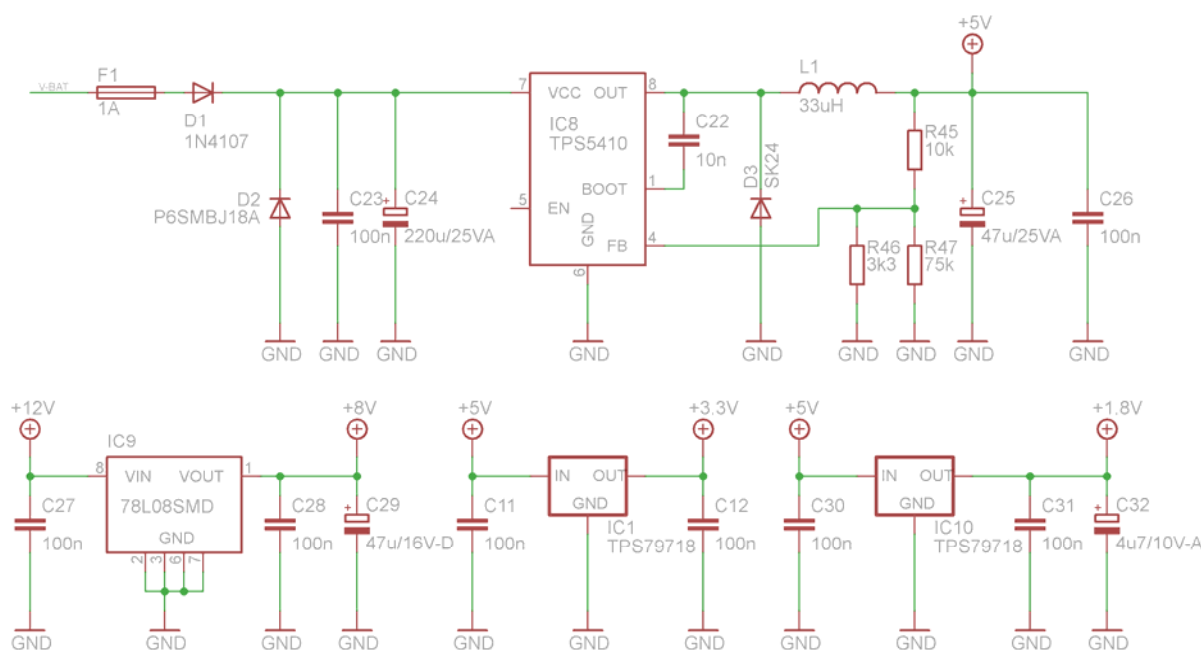 +5V
V-BAT
F1
1A
D1
1N4107
7
VCC
OUT
8
IC8
TPS5410
L1
33uH
C22
10n
R45
10k
D2
P6SMBJ18A
C23
100n
+
C24
220u/25VA
5
EN
BOOT
1
GND
FB
4
6
D3
SK24
R46
3k3
R47
75k
+
C25
47u/25VA
C26
100n
GND
GND
GND
GND
GND
GND
GND
GND
GND
+12V
+8V
+5V
+3.3V
+5V
+1.8V
IC9
8
VIN
VOUT
1
78L08SMD
GND
2
3
6
7
C27
100n
C28
100n
+
C29
47u/16V-D
C11
100n
IN
OUT
GND
IC1
TPS79718
C12
100n
C30
100n
IN
OUT
GND
IC10
TPS79718
C31
100n
+
C32
4u7/10V-A
GND
GND
GND
GND
GND
GND
GND
GND
GND
GND